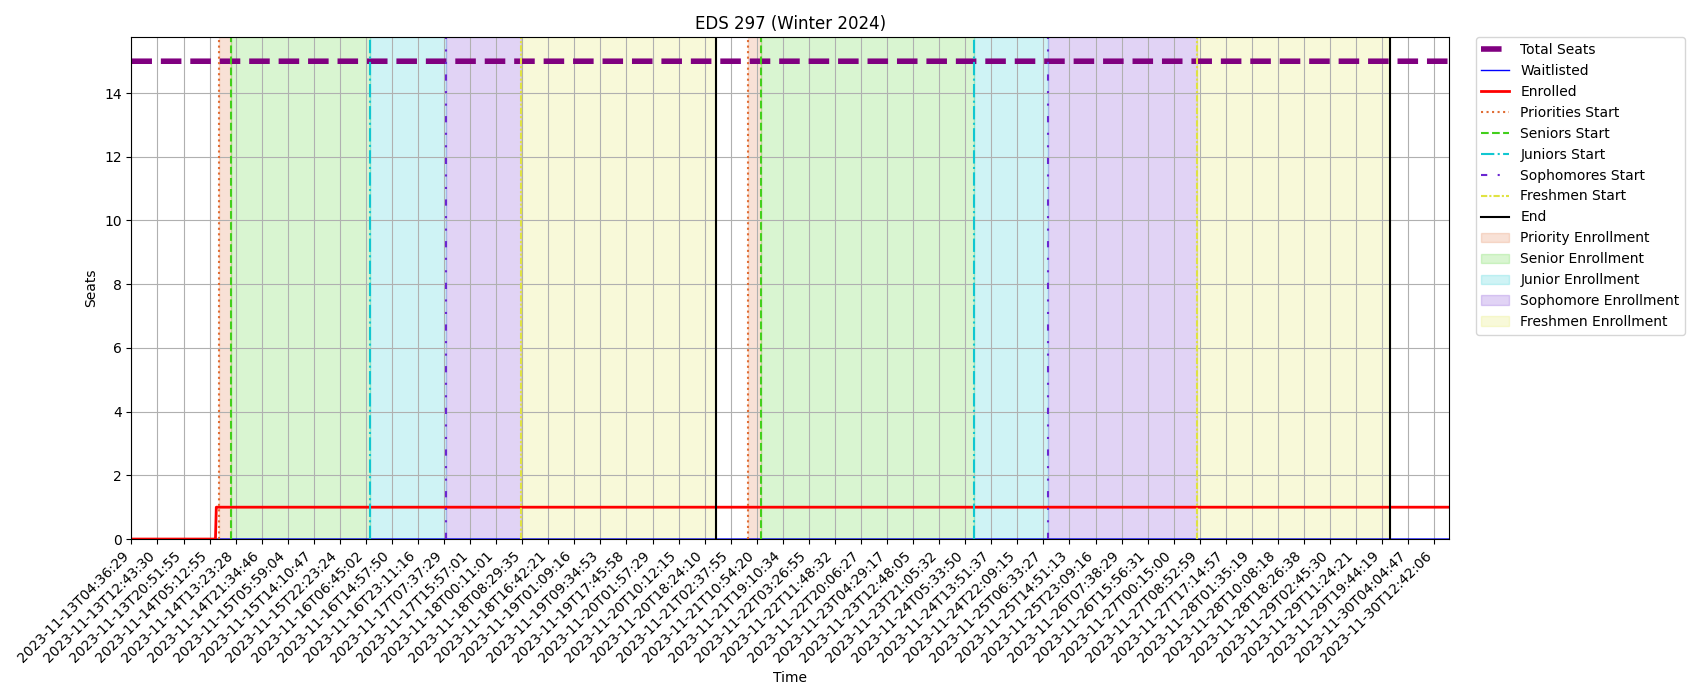 EDS 297 (Winter 2024)
Seats
14
12
10
8
6
4
2
0
2023-11-13T04:36:29
2023-11-13T12:43:30
2023-11-13T20:51:55
2023-11-14T05:12:55
2023-11-14T13:23:28
2023-11-14T21:34:46
2023-11-15T05:59:04
2023-11-15T14:10:47
2023-11-15T22:23:24
2023-11-16T06:45:02
2023-11-16T14:57:50
2023-11-16T23:11:16
2023-11-17T07:37:29
2023-11-17T15:57:01
2023-11-18T00:11:01
2023-11-18T08:29:35
2023-11-18T16:42:21
2023-11-19T01:09:16
2023-11-19T09:34:53
2023-11-19T17:45:58
2023-11-20T01:57:29
2023-11-20T10:12:15
2023-11-20T18:24:10
2023-11-21T02:37:55
2023-11-21T10:54:20
2023-11-21T19:10:34
2023-11-22T03:26:55
2023-11-22T11:48:32
2023-11-22T20:06:27
2023-11-23T04:29:17
2023-11-23T12:48:05
2023-11-23T21:05:32
2023-11-24T05:33:50
2023-11-24T13:51:37
2023-11-24T22:09:15
2023-11-25T06:33:27
2023-11-25T14:51:13
2023-11-25T23:09:16
2023-11-26T07:38:29
2023-11-26T15:56:31
2023-11-27T00:15:00
2023-11-27T08:52:59
2023-11-27T17:14:57
2023-11-28T01:35:19
2023-11-28T10:08:18
2023-11-28T18:26:38
2023-11-29T02:45:30
2023-11-29T11:24:21
2023-11-29T19:44:19
2023-11-30T04:04:47
2023-11-30T12:42:06
Time
Total Seats
Waitlisted
Enrolled
Priorities Start
Seniors Start
Juniors Start
Sophomores Start
Freshmen Start
End
Priority Enrollment
Senior Enrollment
Junior Enrollment
Sophomore Enrollment
Freshmen Enrollment